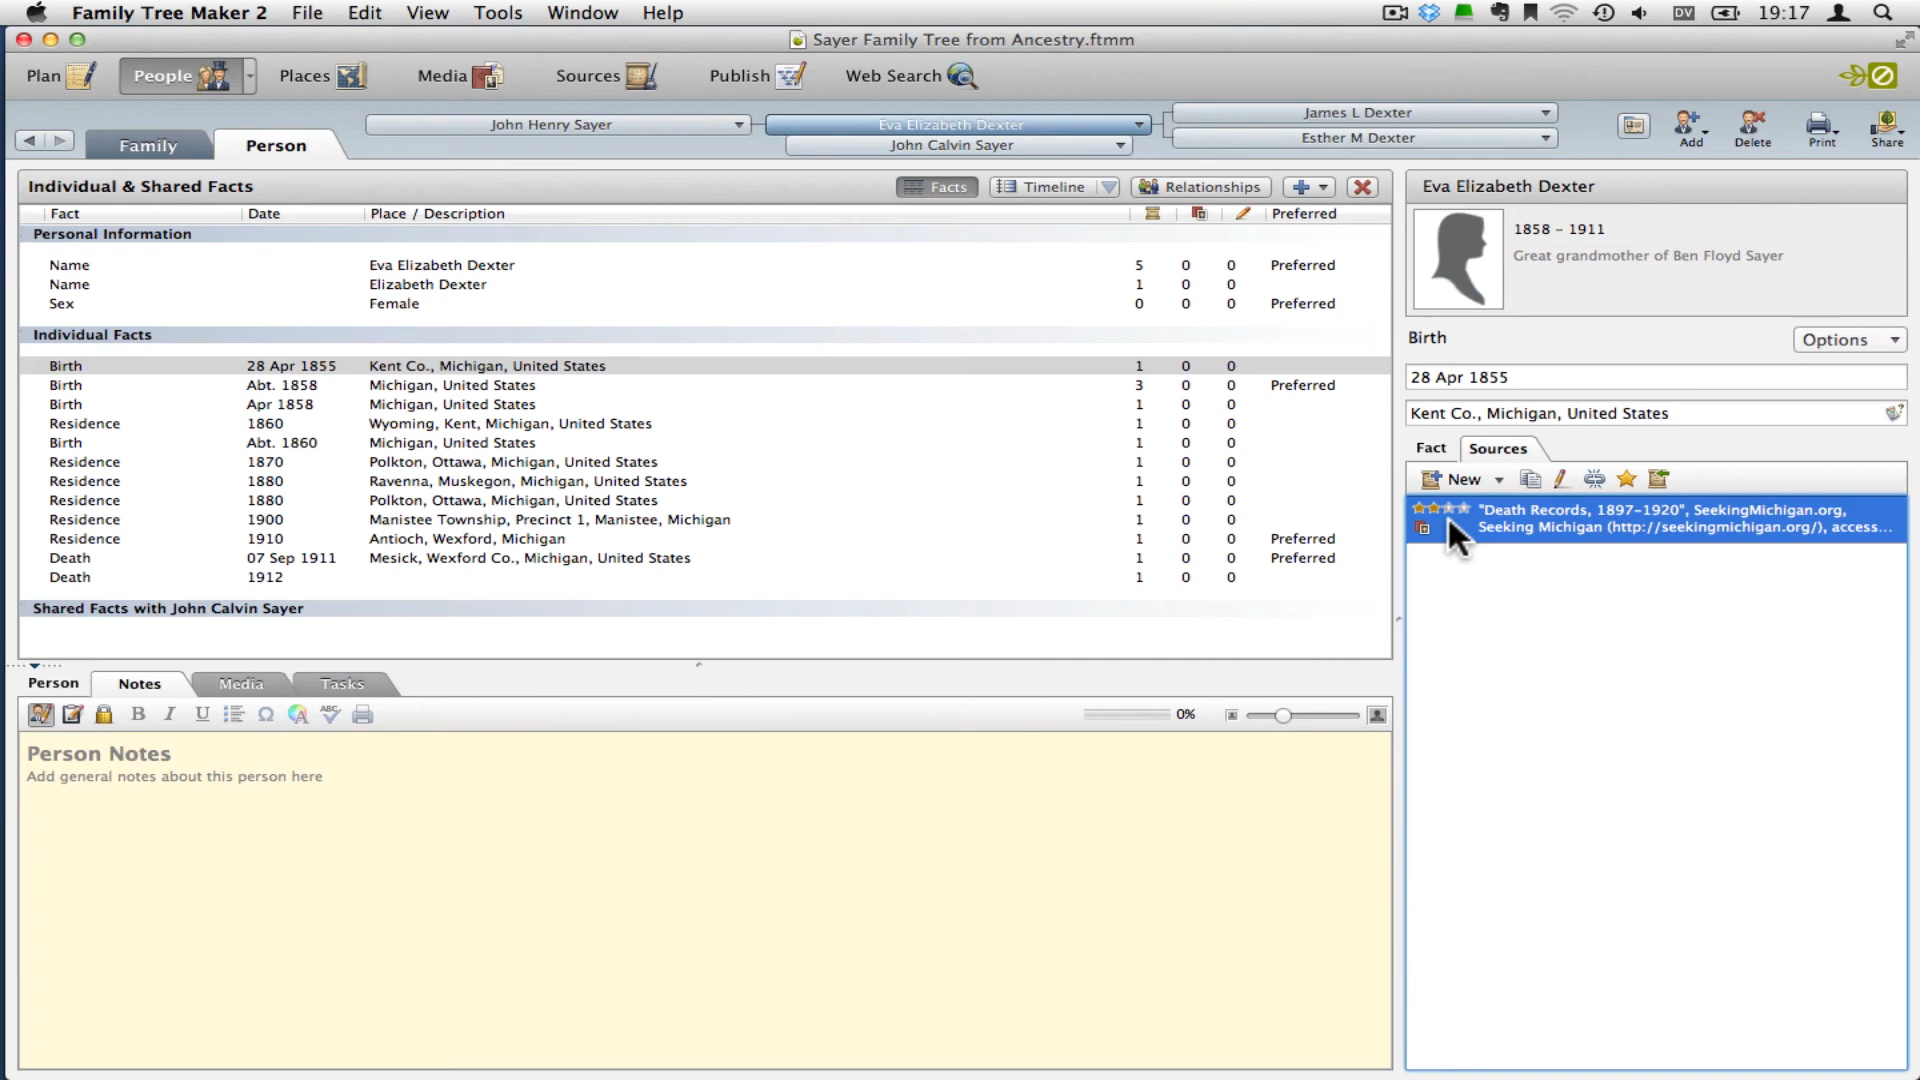 Family Tree Maker 2 File Edit View Tools Window Help DV 19:17
Sayer Family Tree from Ancestry.ftmm
Plan People Places Media Sources Publish Web Search
John Henry Sayer Eva Elizabeth Dexter James L Dexter
John Calvin Sayer Esther M Dexter
Family Person Add Delete Print Share
Individual & Shared Facts Facts Timeline Relationships
Fact Date Place / Description Preferred
Personal Information
Name Eva Elizabeth Dexter 5 0 0 Preferred
Name Elizabeth Dexter 1 0 0
Sex Female 0 0 0 Preferred
Individual Facts
Birth 28 Apr 1855 Kent Co., Michigan, United States 1 0 0
Birth Abt. 1858 Michigan, United States 3 0 0 Preferred
Birth Apr 1858 Michigan, United States 1 0 0
Residence 1860 Wyoming, Kent, Michigan, United States 1 0 0
Birth Abt. 1860 Michigan, United States 1 0 0
Residence 1870 Polkton, Ottawa, Michigan, United States 1 0 0
Residence 1880 Ravenna, Muskegon, Michigan, United States 1 0 0
Residence 1880 Polkton, Ottawa, Michigan, United States 1 0 0
Residence 1900 Manistee Township, Precinct 1, Manistee, Michigan 1 0 0
Residence 1910 Antioch, Wexford, Michigan 1 0 0 Preferred
Death 07 Sep 1911 Mesick, Wexford Co., Michigan, United States 1 0 0 Preferred
Death 1912 1 0 0
Shared Facts with John Calvin Sayer
Person Notes Media Tasks
B I U Ω A ABC 0%
Person Notes
Add general notes about this person here
Eva Elizabeth Dexter
1858 – 1911
Great grandmother of Ben Floyd Sayer
Birth Options
28 Apr 1855
Kent Co., Michigan, United States
Fact Sources
New
"Death Records, 1897-1920", SeekingMichigan.org,
Seeking Michigan (http://seekingmichigan.org/), access...